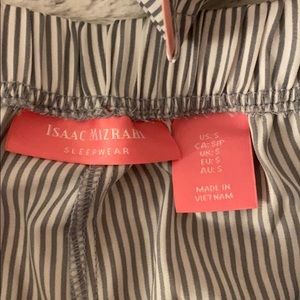 ISAAC MIZRAHI
SLEEPWEAR
US: S
CA: S/P
UK: S
EU: S
AU: S
MADE IN
VIETNAM